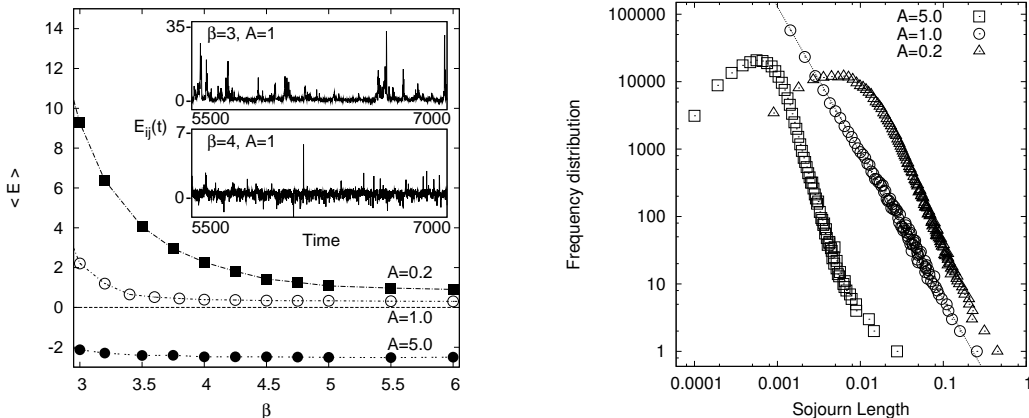 15
14
12
10
8
6
4
2
0
-2
<E>
3
3.5
4
4.5
5
5.5
6
β
35
0
β=3, A=1
5500
7000
E_ij(t)
7
0
β=4, A=1
5500
7000
Time
A=0.2
A=1.0
A=5.0
100000
10000
1000
100
10
1
Frequency distribution
A=5.0
A=1.0
A=0.2
0.0001
0.001
0.01
0.1
1
Sojourn Length